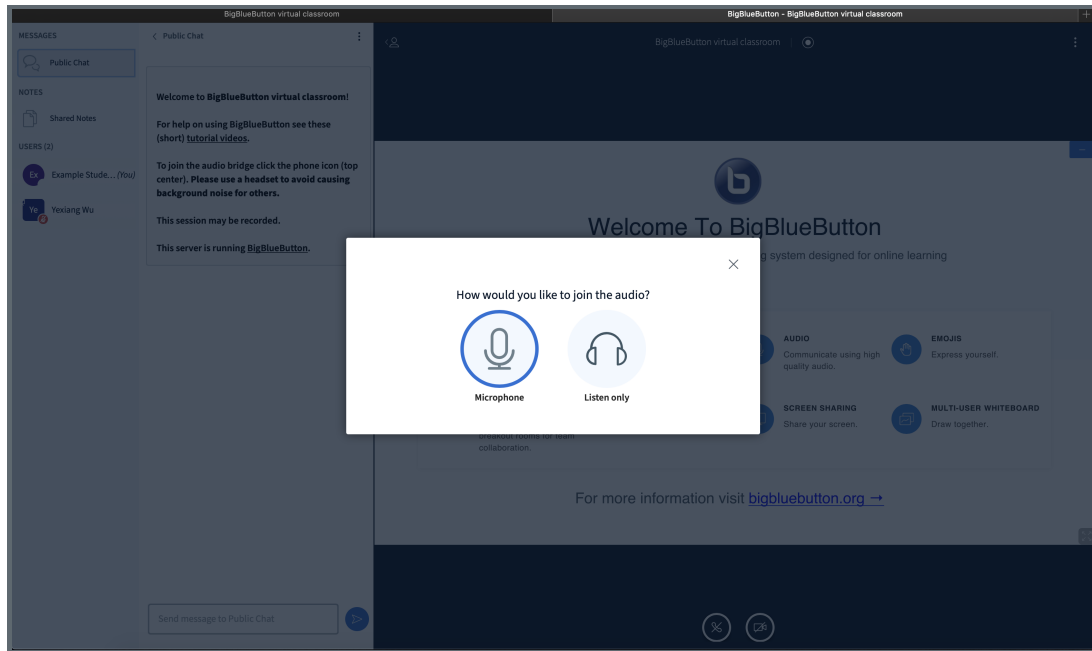 BigBlueButton virtual classroom
BigBlueButton - BigBlueButton virtual classroom
MESSAGES
Public Chat
NOTES
Shared Notes
USERS (2)
Ex
Example Stude... (You)
Ye
Yexiang Wu
Public Chat
Welcome to BigBlueButton virtual classroom!
For help on using BigBlueButton see these
(short) tutorial videos.
To join the audio bridge click the phone icon (top
center). Please use a headset to avoid causing
background noise for others.
This session may be recorded.
This server is running BigBlueButton.
Send message to Public Chat
BigBlueButton virtual classroom
b
Welcome To BigBlueButton
system designed for online learning
How would you like to join the audio?
Microphone
Listen only
AUDIO
Communicate using high
quality audio.
EMOJIS
Express yourself.
SCREEN SHARING
Share your screen.
MULTI-USER WHITEBOARD
Draw together.
breakout rooms for team
collaboration.
For more information visit bigbluebutton.org →